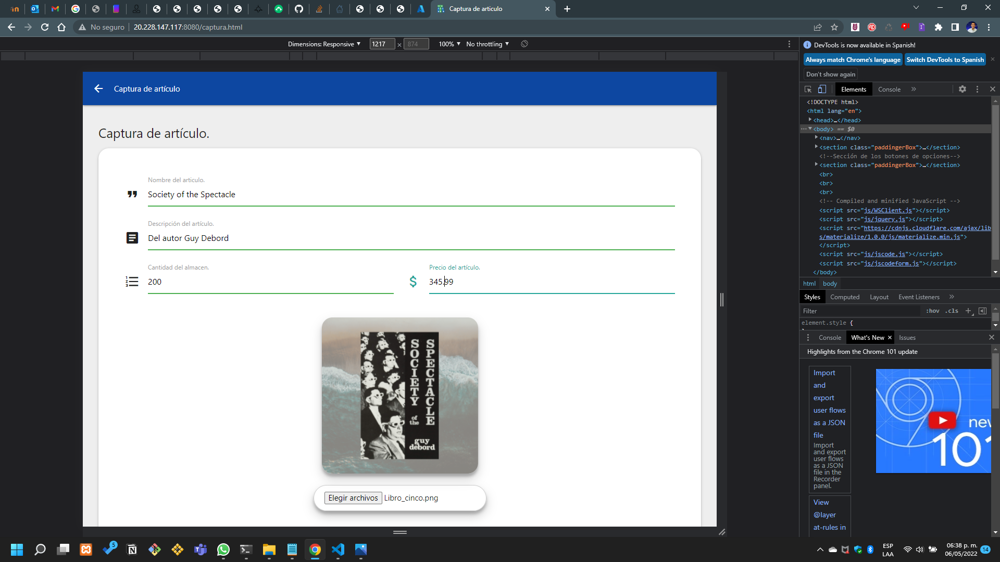 Captura de articulo
No seguro
20.228.147.117:8080/captura.html
Dimensions: Responsive
1217 × 874
100%
No throttling
DevTools is now available in Spanish!
Always match Chrome's language
Switch DevTools to Spanish
Don't show again
Elements
Console
Captura de artículo
Captura de artículo.
Nombre del articulo.
Society of the Spectacle
Descripción del artículo.
Del autor Guy Debord
Cantidad del almacen.
200
Precio del artículo.
345.99
SOCIETY
of the
SPECTACLE
guy
debord
Elegir archivos Libro_cinco.png
<!DOCTYPE html>
<html lang="en">
<head>…</head>
<body> == $0
<nav>…</nav>
<section class="paddingerBox">…</section>
<!--Sección de los botones de opciones-->
<section class="paddingerBox">…</section>
<br>
<br>
<br>
<!-- Compiled and minified JavaScript -->
<script src="js/WSClient.js"></script>
<script src="js/jquery.js"></script>
<script src="https://cdnjs.cloudflare.com/ajax/lib
s/materialize/1.0.0/js/materialize.min.js">
</script>
<script src="js/jscode.js"></script>
<script src="js/jscodeform.js"></script>
</body>
html body
Styles
Computed
Layout
Event Listeners
Filter
:hov .cls
element.style {
Console
What's New
Issues
Highlights from the Chrome 101 update
Import
and
export
user flows
as a JSON
file
Import
and export
user flows
as a JSON
file in the
Recorder
panel.
new
101
View
@layer
at-rules in
5
ESP
LAA
06:38 p. m.
06/05/2022
14